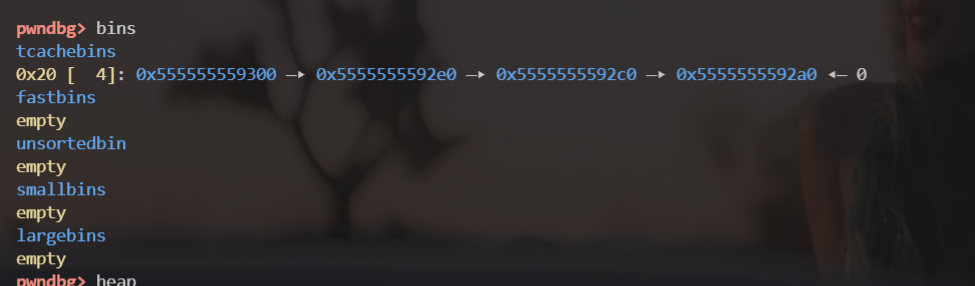 pwndbg> bins
tcachebins
0x20 [  4]: 0x555555559300 —▸ 0x5555555592e0 —▸ 0x5555555592c0 —▸ 0x5555555592a0 ◂— 0
fastbins
empty
unsortedbin
empty
smallbins
empty
largebins
empty
pwndbg> heap